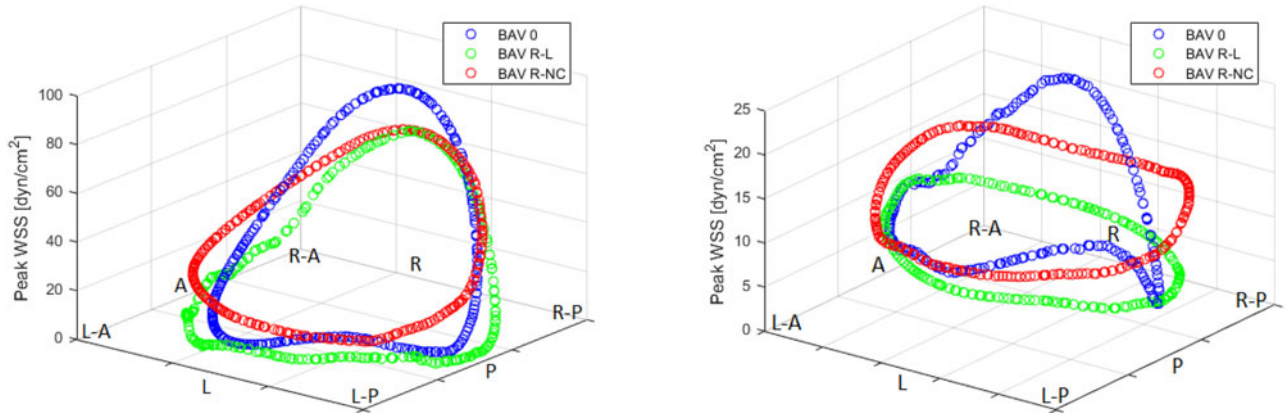 BAV 0
BAV R-L
BAV R-NC
100
80
60
40
20
0
Peak WSS [dyn/cm²]
L-A
A
R-A
R
R-P
L
P
L-P
BAV 0
BAV R-L
BAV R-NC
25
20
15
10
5
0
Peak WSS [dyn/cm²]
R-A
R
A
R-P
L-A
P
L
L-P